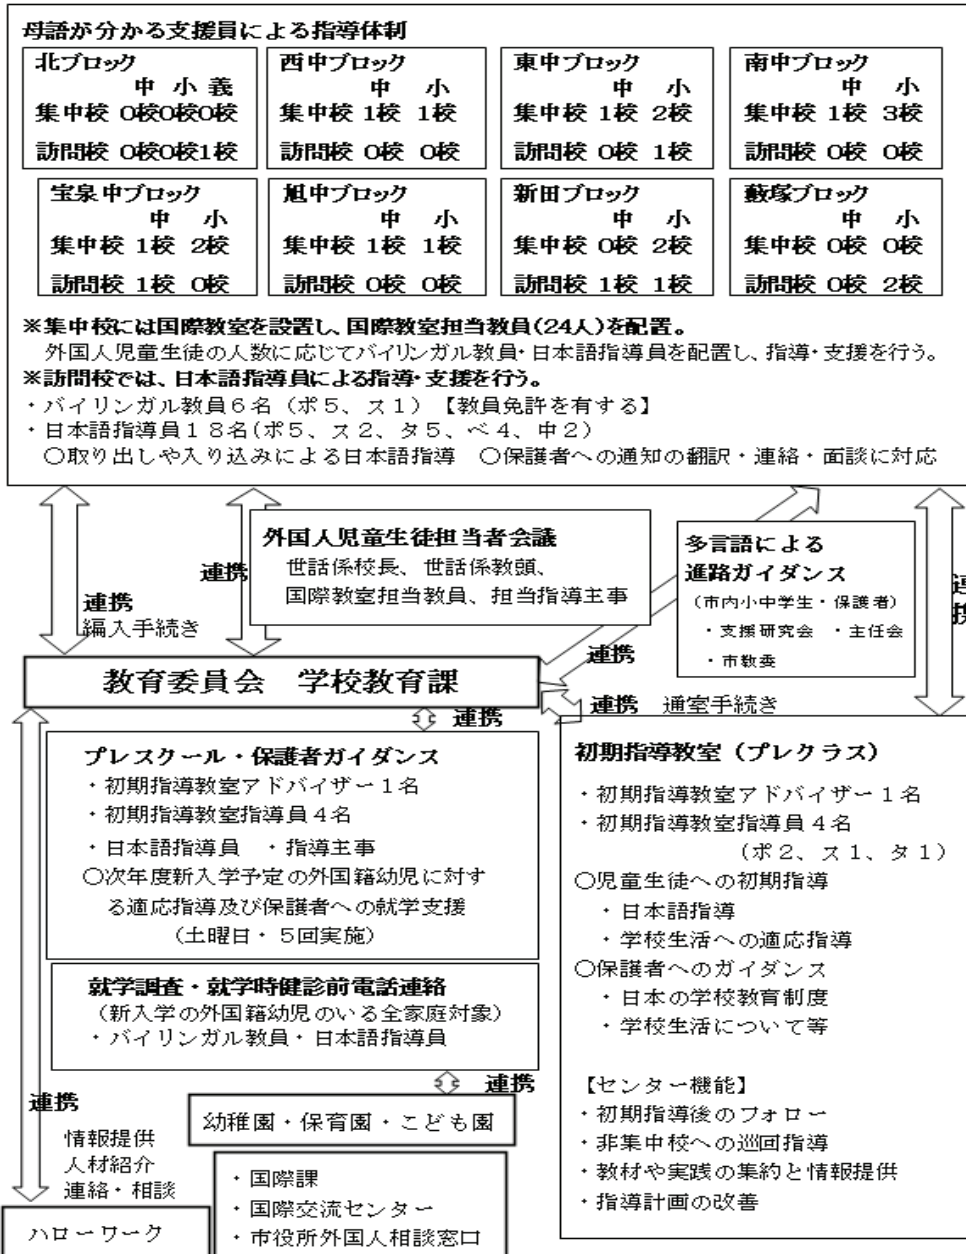 母語が分かる支援員による指導体制
北ブロック
中 小 義
集中校 0校0校0校
訪問校 0校0校1校
西中ブロック
中 小
集中校 1校 1校
訪問校 0校 0校
東中ブロック
中 小
集中校 1校 2校
訪問校 0校 1校
南中ブロック
中 小
集中校 1校 3校
訪問校 0校 0校
宝泉中ブロック
中 小
集中校 1校 2校
訪問校 1校 0校
旭中ブロック
中 小
集中校 1校 1校
訪問校 0校 0校
新田ブロック
中 小
集中校 0校 2校
訪問校 1校 1校
藪塚ブロック
中 小
集中校 0校 0校
訪問校 0校 2校
※集中校には国際教室を設置し、国際教室担当教員(24人)を配置。
外国人児童生徒の人数に応じてバイリンガル教員・日本語指導員を配置し、指導・支援を行う。
※訪問校では、日本語指導員による指導・支援を行う。
・バイリンガル教員6名（ポ5、ス1）【教員免許を有する】
・日本語指導員18名(ポ5、ス2、タ5、ベ4、中2)
○取り出しや入り込みによる日本語指導 ○保護者への通知の翻訳・連絡・面談に対応
連携
編入手続き
連携
外国人児童生徒担当者会議
世話係校長、世話係教頭、
国際教室担当教員、担当指導主事
多言語による
進路ガイダンス
（市内小中学生・保護者）
・支援研究会 ・主任会
・市教委
連携
連携
教育委員会 学校教育課
連携
連携 通室手続き
プレスクール・保護者ガイダンス
・初期指導教室アドバイザー1名
・初期指導教室指導員4名
・日本語指導員 ・指導主事
○次年度新入学予定の外国籍幼児に対す
る適応指導及び保護者への就学支援
（土曜日・5回実施）
就学調査・就学時健診前電話連絡
（新入学の外国籍幼児のいる全家庭対象）
・バイリンガル教員・日本語指導員
連携
幼稚園・保育園・こども園
連携
情報提供
人材紹介
連絡・相談
ハローワーク
・国際課
・国際交流センター
・市役所外国人相談窓口
初期指導教室（プレクラス）
・初期指導教室アドバイザー1名
・初期指導教室指導員4名
（ポ2、ス1、タ1）
○児童生徒への初期指導
・日本語指導
・学校生活への適応指導
○保護者へのガイダンス
・日本の学校教育制度
・学校生活について等
【センター機能】
・初期指導後のフォロー
・非集中校への巡回指導
・教材や実践の集約と情報提供
・指導計画の改善